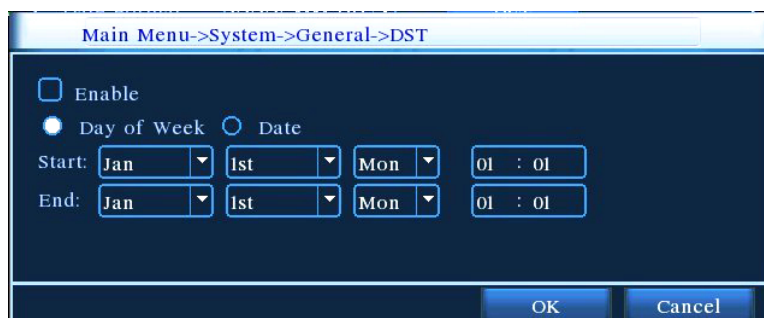 Main Menu->System->General->DST
Enable
Day of Week Date
Start: Jan 1st Mon 01 : 01
End: Jan 1st Mon 01 : 01
OK Cancel